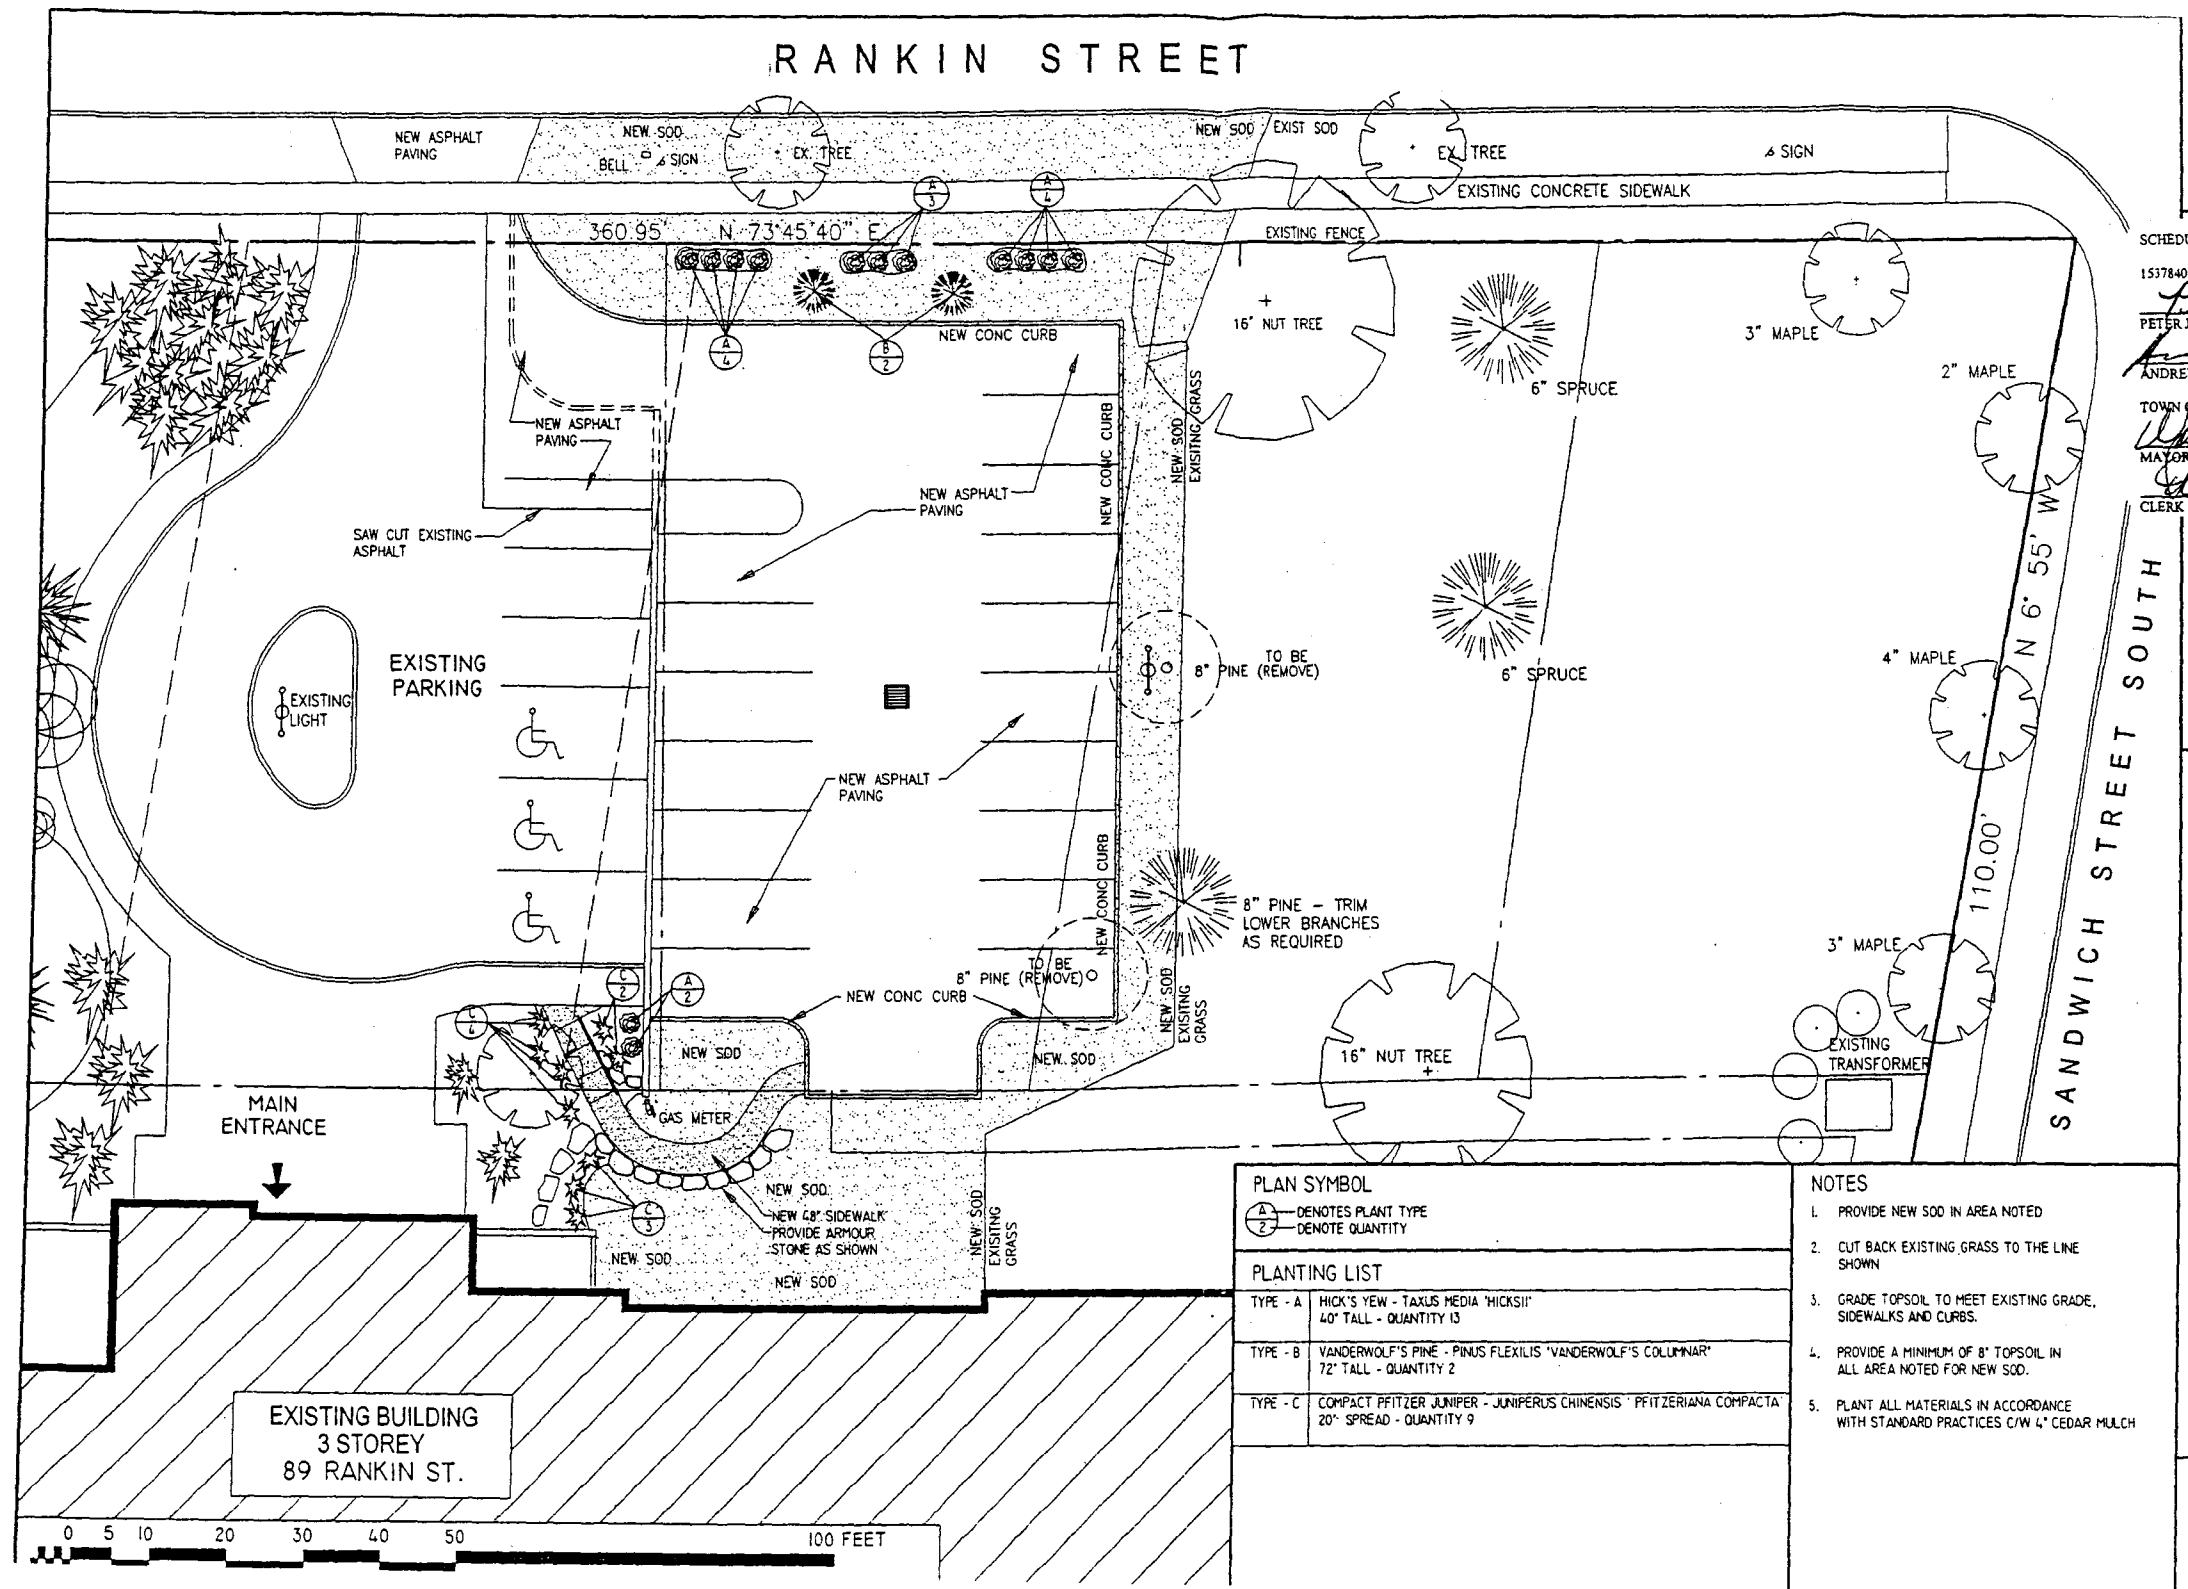 RANKIN STREET
NEW ASPHALT
PAVING
NEW SOD
BELL
SIGN
EX. TREE
NEW SOD
EXIST SOD
EX. TREE
SIGN
EXISTING CONCRETE SIDEWALK
A
3
A
4
360.95' N 73°45'40" E
EXISTING FENCE
16" NUT TREE
3" MAPLE
2" MAPLE
6" SPRUCE
NEW CONC CURB
A
4
B
2
NEW ASPHALT
PAVING
NEW ASPHALT
PAVING
NEW CONC CURB
NEW SOD
EXISITNG GRASS
SAW CUT EXISTING
ASPHALT
SCHEDU
1537840
PETER
ANDRE
TOWN
MAYOR
CLERK
N 6° 55' W
110.00'
SANDWICH STREET SOUTH
EXISTING
PARKING
EXISTING
LIGHT
TO BE
8" PINE (REMOVE)
6" SPRUCE
4" MAPLE
NEW ASPHALT
PAVING
NEW CONC CURB
8" PINE - TRIM
LOWER BRANCHES
AS REQUIRED
3" MAPLE
TO BE
8" PINE (REMOVE)
C
2
A
2
NEW CONC CURB
NEW SOD
EXISITNG
GRASS
NEW SOD
NEW SOD
16" NUT TREE
EXISTING
TRANSFORMER
MAIN
ENTRANCE
GAS METER
NEW SOD
NEW 48" SIDEWALK
PROVIDE ARMOUR
STONE AS SHOWN
C
3
NEW SOD
NEW SOD
NEW SOD
EXISITNG
GRASS
PLAN SYMBOL
A
2
DENOTES PLANT TYPE
DENOTE QUANTITY
PLANTING LIST
TYPE - A
HICK'S YEW - TAXUS MEDIA 'HICKSII'
40" TALL - QUANTITY 13
TYPE - B
VANDERWOLF'S PINE - PINUS FLEXILIS 'VANDERWOLF'S COLUMNAR'
72" TALL - QUANTITY 2
TYPE - C
COMPACT PFITZER JUNIPER - JUNIPERUS CHINENSIS ' PFITZERIANA COMPACTA'
20" SPREAD - QUANTITY 9
NOTES
1. PROVIDE NEW SOD IN AREA NOTED
2. CUT BACK EXISTING GRASS TO THE LINE
SHOWN
3. GRADE TOPSOIL TO MEET EXISTING GRADE,
SIDEWALKS AND CURBS.
4. PROVIDE A MINIMUM OF 8" TOPSOIL IN
ALL AREA NOTED FOR NEW SOD.
5. PLANT ALL MATERIALS IN ACCORDANCE
WITH STANDARD PRACTICES C/W 4" CEDAR MULCH
EXISTING BUILDING
3 STOREY
89 RANKIN ST.
0 5 10 20 30 40 50 100 FEET